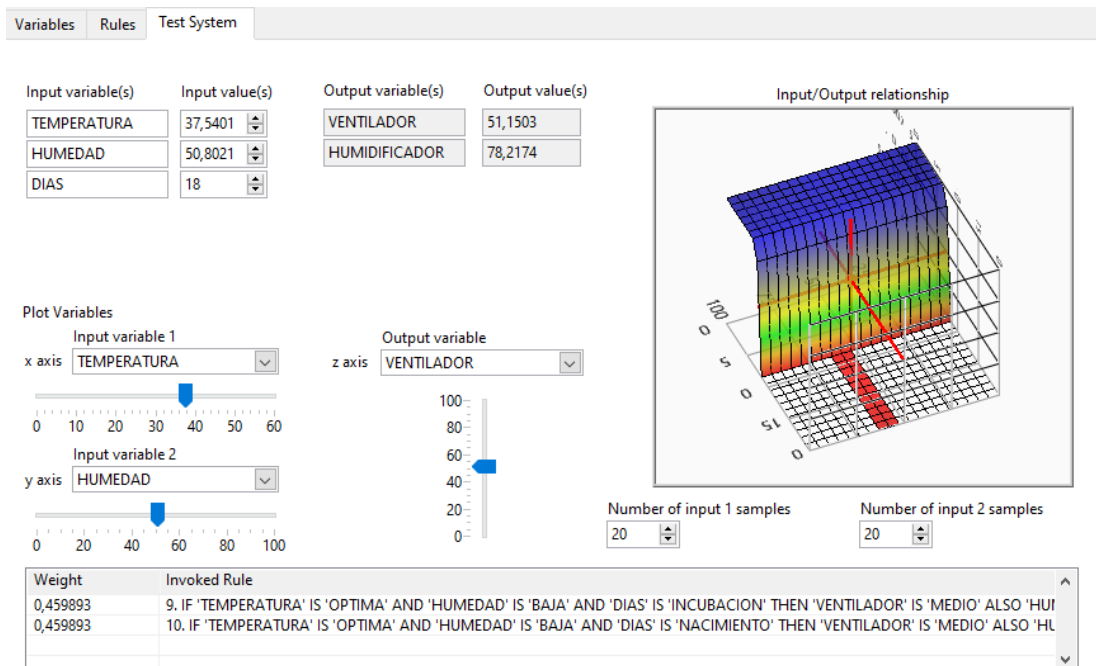 Variables Rules Test System
Input variable(s) Input value(s) Output variable(s) Output value(s) Input/Output relationship
TEMPERATURA 37,5401 VENTILADOR 51,1503
HUMEDAD 50,8021 HUMIDIFICADOR 78,2174
DIAS 18
100
0
5
0
0
15
0
Plot Variables
Input variable 1 Output variable
x axis TEMPERATURA z axis VENTILADOR
0 10 20 30 40 50 60
100
80
60
40
20
0
Input variable 2
y axis HUMEDAD
0 20 40 60 80 100
Number of input 1 samples Number of input 2 samples
20 20
Weight Invoked Rule
0,459893 9. IF 'TEMPERATURA' IS 'OPTIMA' AND 'HUMEDAD' IS 'BAJA' AND 'DIAS' IS 'INCUBACION' THEN 'VENTILADOR' IS 'MEDIO' ALSO
0,459893 10. IF 'TEMPERATURA' IS 'OPTIMA' AND 'HUMEDAD' IS 'BAJA' AND 'DIAS' IS 'NACIMIENTO' THEN 'VENTILADOR' IS 'MEDIO' ALSO